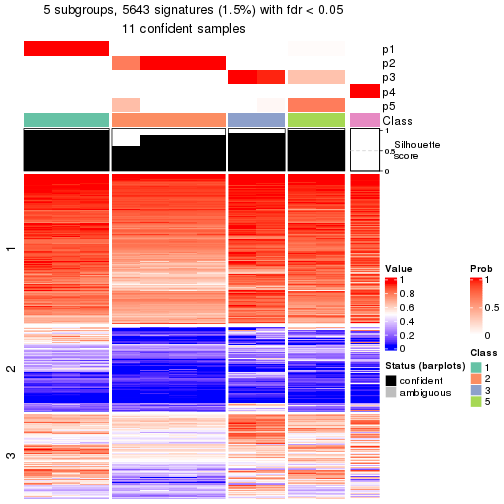 5 subgroups, 5643 signatures (1.5%) with fdr < 0.05
11 confident samples
p1
p2
p3
p4
p5
Class
1
0.5
0
Silhouette
score
1
2
3
Value
1
0.8
0.6
0.4
0.2
0
Prob
1
0.5
0
Status (barplots)
confident
ambiguous
Class
1
2
3
5